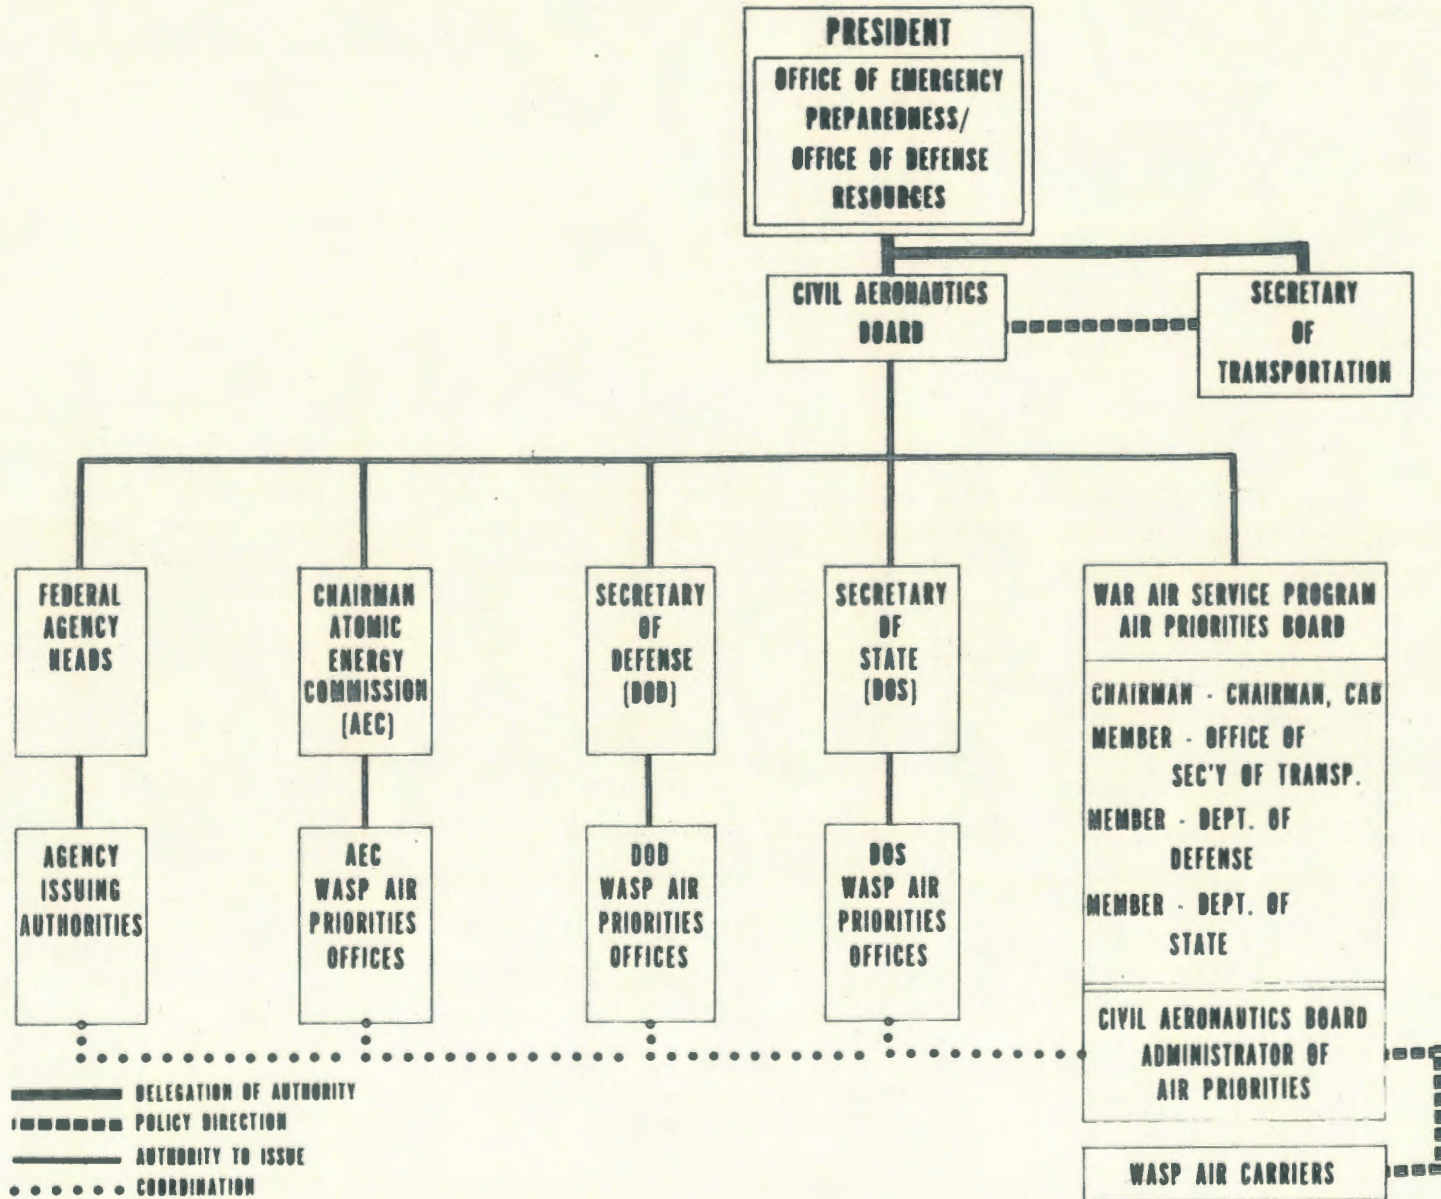 PRESIDENT
OFFICE OF EMERGENCY
PREPAREDNESS/
OFFICE OF DEFENSE
RESOURCES
CIVIL AERONAUTICS
BOARD
SECRETARY
OF
TRANSPORTATION
FEDERAL
AGENCY
HEADS
CHAIRMAN
ATOMIC
ENERGY
COMMISSION
(AEC)
SECRETARY
OF
DEFENSE
(DOD)
SECRETARY
OF
STATE
(DOS)
WAR AIR SERVICE PROGRAM
AIR PRIORITIES BOARD
CHAIRMAN - CHAIRMAN, CAB
MEMBER - OFFICE OF
SEC'Y OF TRANSP.
MEMBER - DEPT. OF
DEFENSE
MEMBER - DEPT. OF
STATE
AGENCY
ISSUING
AUTHORITIES
AEC
WASP AIR
PRIORITIES
OFFICES
DOD
WASP AIR
PRIORITIES
OFFICES
DOS
WASP AIR
PRIORITIES
OFFICES
CIVIL AERONAUTICS BOARD
ADMINISTRATOR OF
AIR PRIORITIES
WASP AIR CARRIERS
DELEGATION OF AUTHORITY
POLICY DIRECTION
AUTHORITY TO ISSUE
COORDINATION